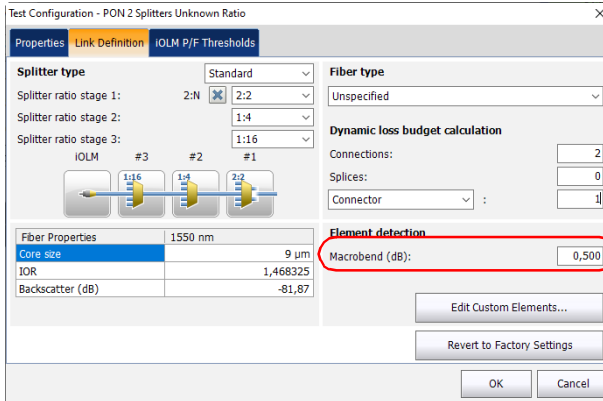 Test Configuration - PON 2 Splitters Unknown Ratio
Properties Link Definition iOLM P/F Thresholds
Splitter type Standard
Splitter ratio stage 1: 2:N 2:2
Splitter ratio stage 2: 1:4
Splitter ratio stage 3: 1:16
iOLM #3 #2 #1
1:16 1:4 2:2
Fiber Properties 1550 nm
Core size 9 µm
IOR 1,468325
Backscatter (dB) -81,87
Fiber type
Unspecified
Dynamic loss budget calculation
Connections: 2
Splices: 0
Connector : 1
Element detection
Macrobend (dB): 0,500
Edit Custom Elements...
Revert to Factory Settings
OK Cancel